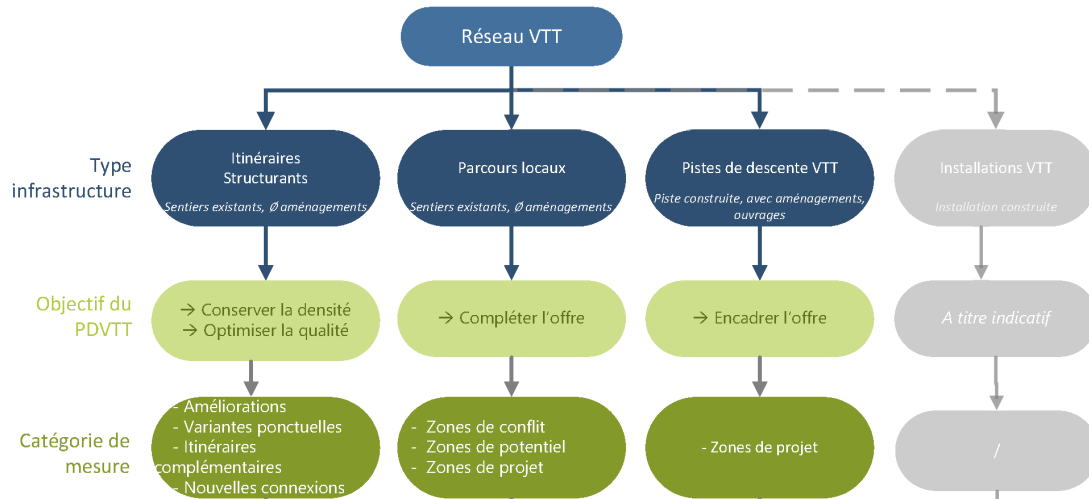 Réseau VTT
Type
infrastructure
Itinéraires
Structurants
Sentiers existants, Ø aménagements
Parcours locaux
Sentiers existants, Ø aménagements
Pistes de descente VTT
Piste construite, avec aménagements,
ouvrages
Installations VTT
Installation construite
Objectif du
PDVTT
→ Conserver la densité
→ Optimiser la qualité
→ Compléter l'offre
→ Encadrer l'offre
A titre indicatif
Catégorie de
mesure
- Améliorations
- Variantes ponctuelles
- Itinéraires
complémentaires
- Nouvelles connexions
- Zones de conflit
- Zones de potentiel
- Zones de projet
- Zones de projet
/